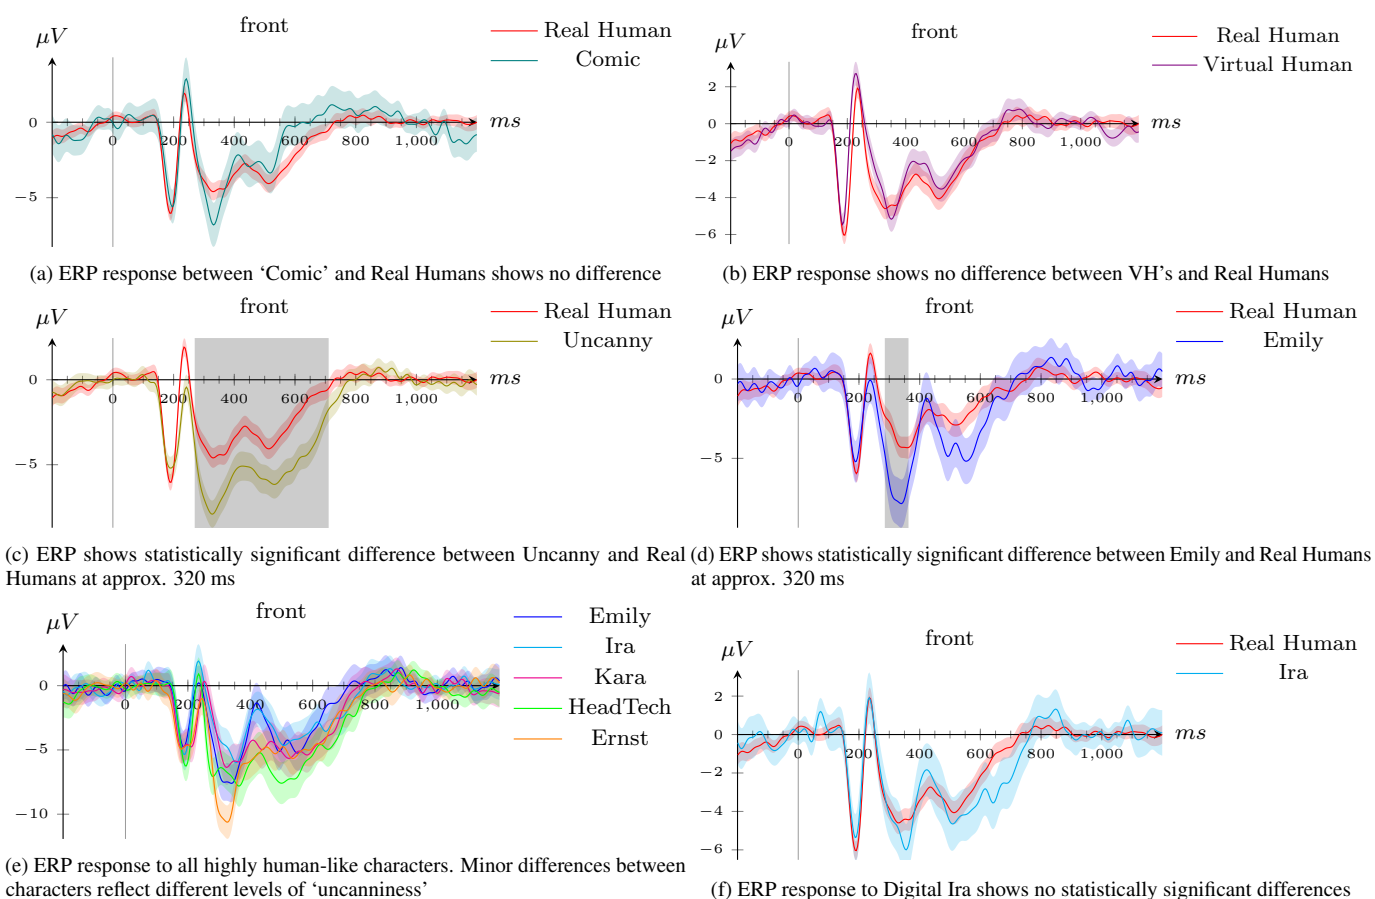 front
μV
Real Human
Comic
0
−5
0
200
400
600
800
1,000
ms
(a) ERP response between ‘Comic’ and Real Humans shows no difference
front
μV
Real Human
Virtual Human
2
0
−2
−4
−6
0
200
400
600
800
1,000
ms
(b) ERP response shows no difference between VH's and Real Humans
front
μV
Real Human
Uncanny
0
−5
0
200
400
600
800
1,000
ms
(c) ERP shows statistically significant difference between Uncanny and Real
Humans at approx. 320 ms
front
μV
Real Human
Emily
0
−5
0
200
400
600
800
1,000
ms
(d) ERP shows statistically significant difference between Emily and Real Humans
at approx. 320 ms
front
μV
Emily
Ira
Kara
HeadTech
Ernst
0
−5
−10
0
200
400
600
800
1,000
(e) ERP response to all highly human-like characters. Minor differences between
characters reflect different levels of ‘uncanniness’
front
μV
Real Human
Ira
2
0
−2
−4
−6
0
200
400
600
800
1,000
ms
(f) ERP response to Digital Ira shows no statistically significant differences